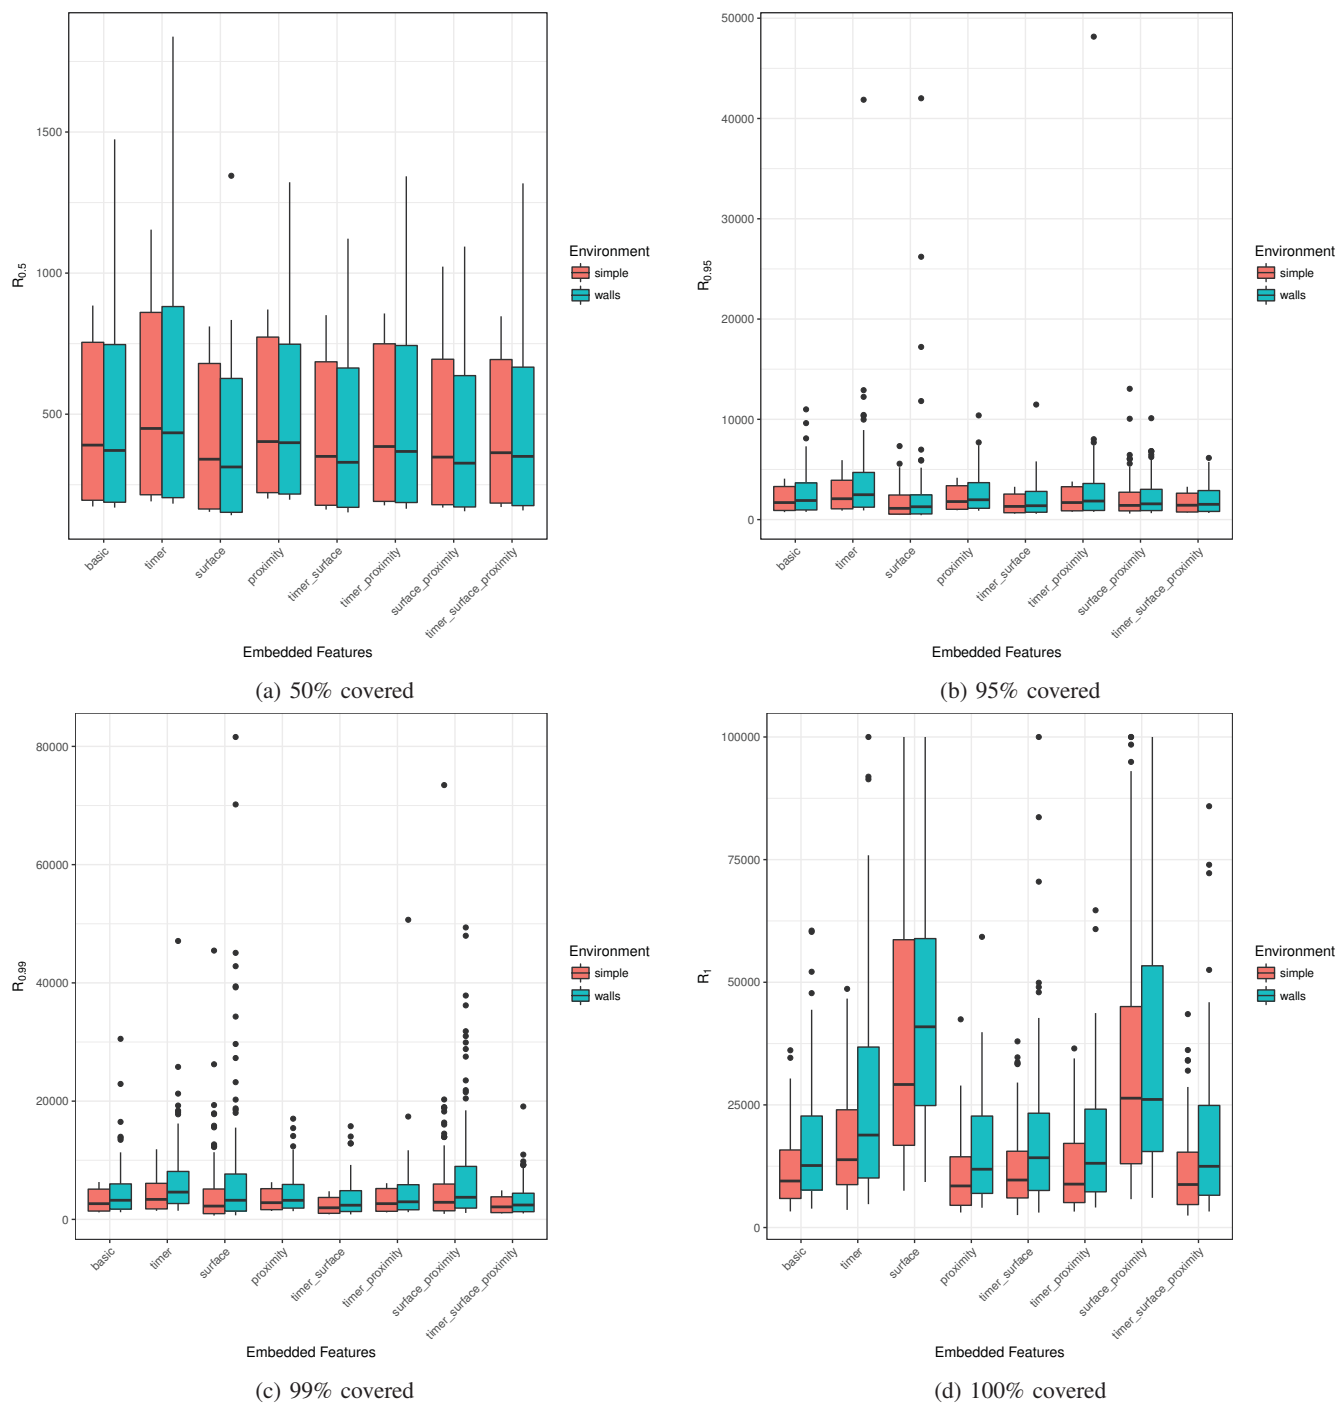 1500
1000
500
R0.5
basic
timer
surface
proximity
timer_surface
timer_proximity
surface_proximity
timer_surface_proximity
Embedded Features
Environment
simple
walls
(a) 50% covered
50000
40000
30000
20000
10000
0
R0.95
basic
timer
surface
proximity
timer_surface
timer_proximity
surface_proximity
timer_surface_proximity
Embedded Features
Environment
simple
walls
(b) 95% covered
80000
60000
40000
20000
0
R0.99
basic
timer
surface
proximity
timer_surface
timer_proximity
surface_proximity
timer_surface_proximity
Embedded Features
Environment
simple
walls
(c) 99% covered
100000
75000
50000
25000
0
R1
basic
timer
surface
proximity
timer_surface
timer_proximity
surface_proximity
timer_surface_proximity
Embedded Features
Environment
simple
walls
(d) 100% covered